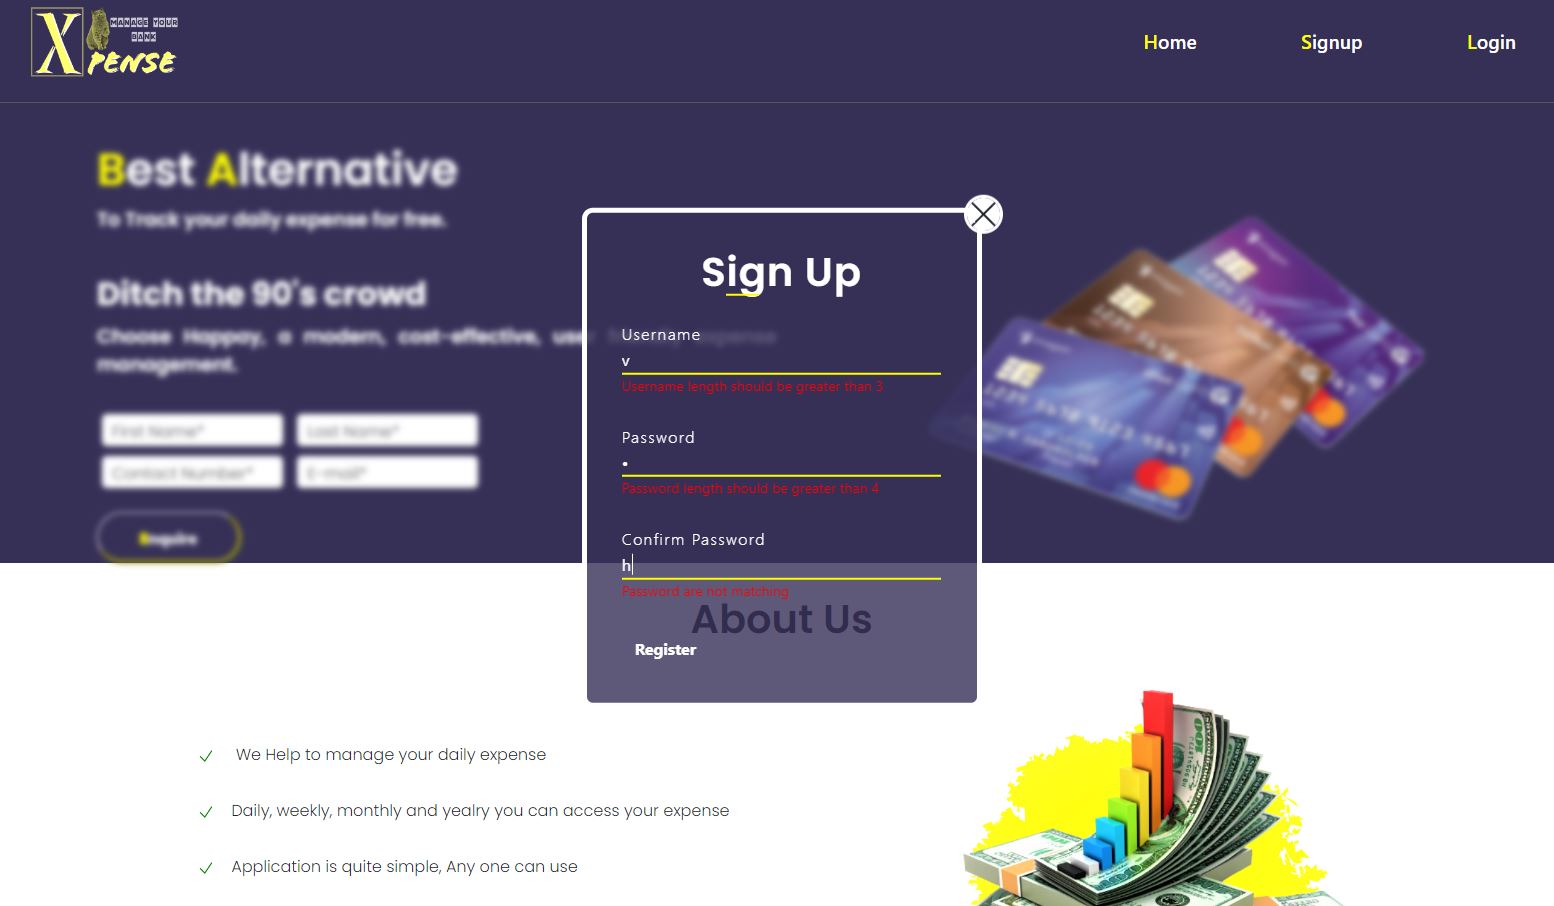 X
MANAGE YOUR
BANK
PENSE
Home
Signup
Login
Best Alternative
To Track your daily expense for free.
Ditch the 90's crowd
Choose Happay, a modern, cost-effective, user expense
management.
First Name*
Last Name*
Contact Number*
E-mail*
Enquire
Sign Up
Username
v
Username length should be greater than 3
Password
•
Password length should be greater than 4
Confirm Password
h
Password are not matching
About Us
Register
We Help to manage your daily expense
Daily, weekly, monthly and yealry you can access your expense
Application is quite simple, Any one can use